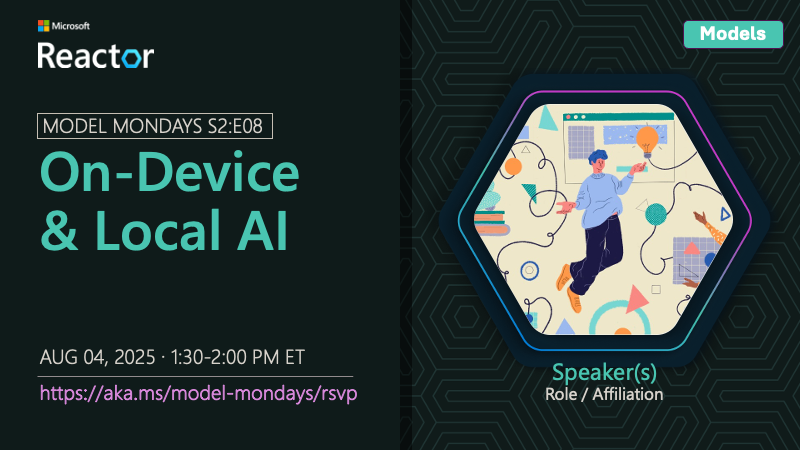 Microsoft
Reactor
Models
MODEL MONDAYS S2:E08
On-Device
& Local AI
AUG 04, 2025 · 1:30-2:00 PM ET
https://aka.ms/model-mondays/rsvp
Speaker(s)
Role / Affiliation